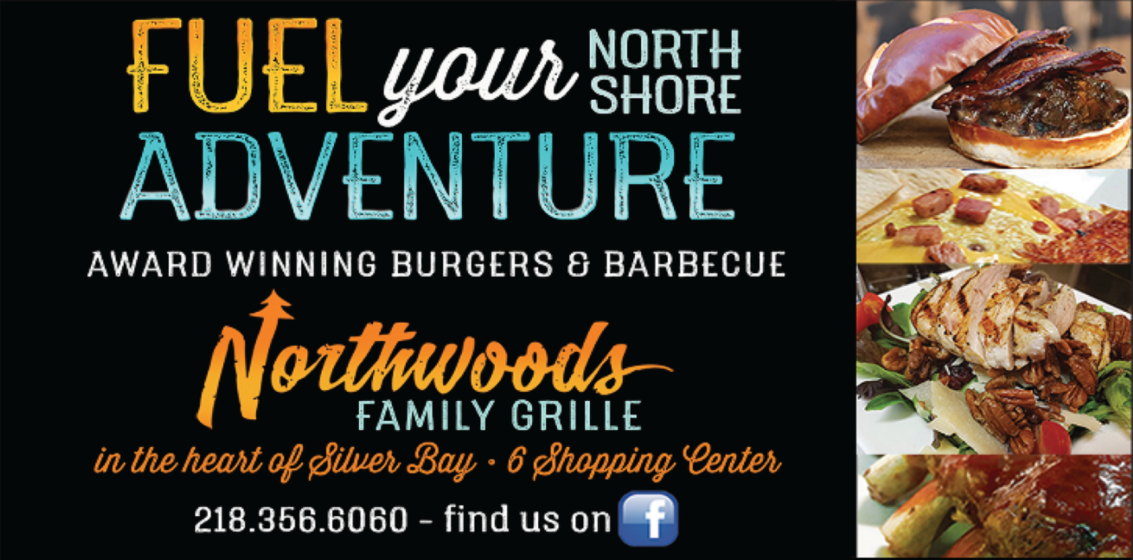 FUEL your NORTH SHORE
ADVENTURE
AWARD WINNING BURGERS & BARBECUE
Northwoods
FAMILY GRILLE
in the heart of Silver Bay • 6 Shopping Center
218.356.6060 - find us on f